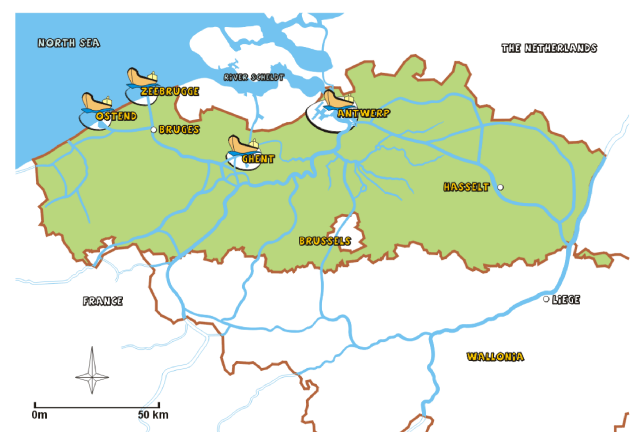 NORTH SEA
THE NETHERLANDS
RIVER SCHELDT
ZEEBRUGGE
OSTEND
ANTWERP
BRUGES
GHENT
HASSELT
BRUSSELS
FRANCE
LIEGE
WALLONIA
0m 50 km